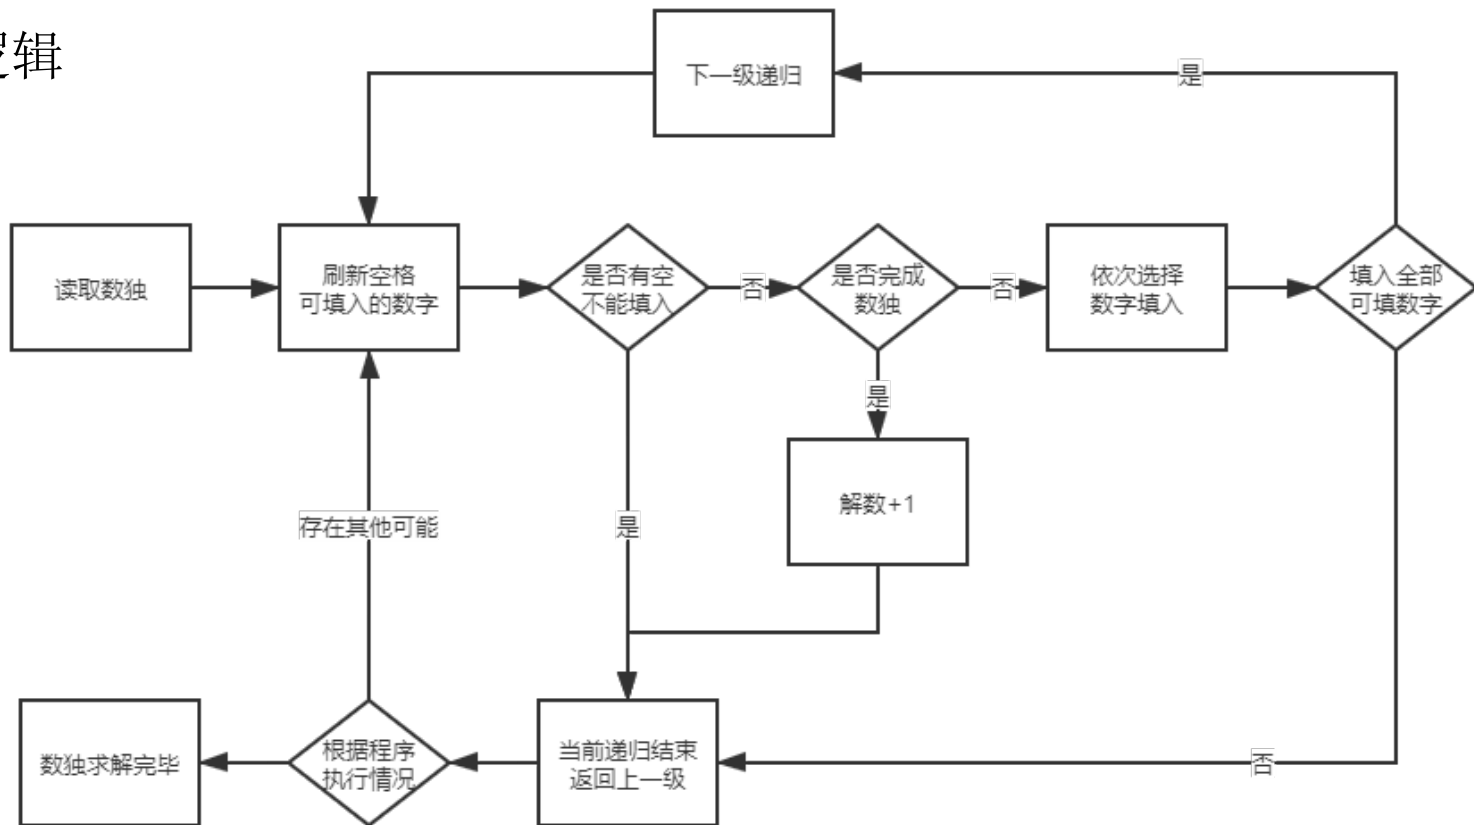 逻辑
下一级递归
是
读取数独
刷新空格
可填入的数字
是否有空
不能填入
否
是否完成
数独
否
依次选择
数字填入
填入全部
可填数字
是
解数+1
存在其他可能
是
数独求解完毕
根据程序
执行情况
当前递归结束
返回上一级
否